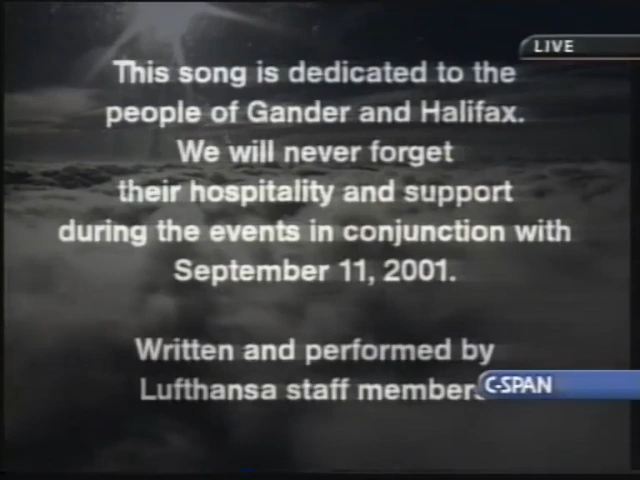 LIVE
This song is dedicated to the
people of Gander and Halifax.
We will never forget
their hospitality and support
during the events in conjunction with
September 11, 2001.
Written and performed by
Lufthansa staff member
C-SPAN